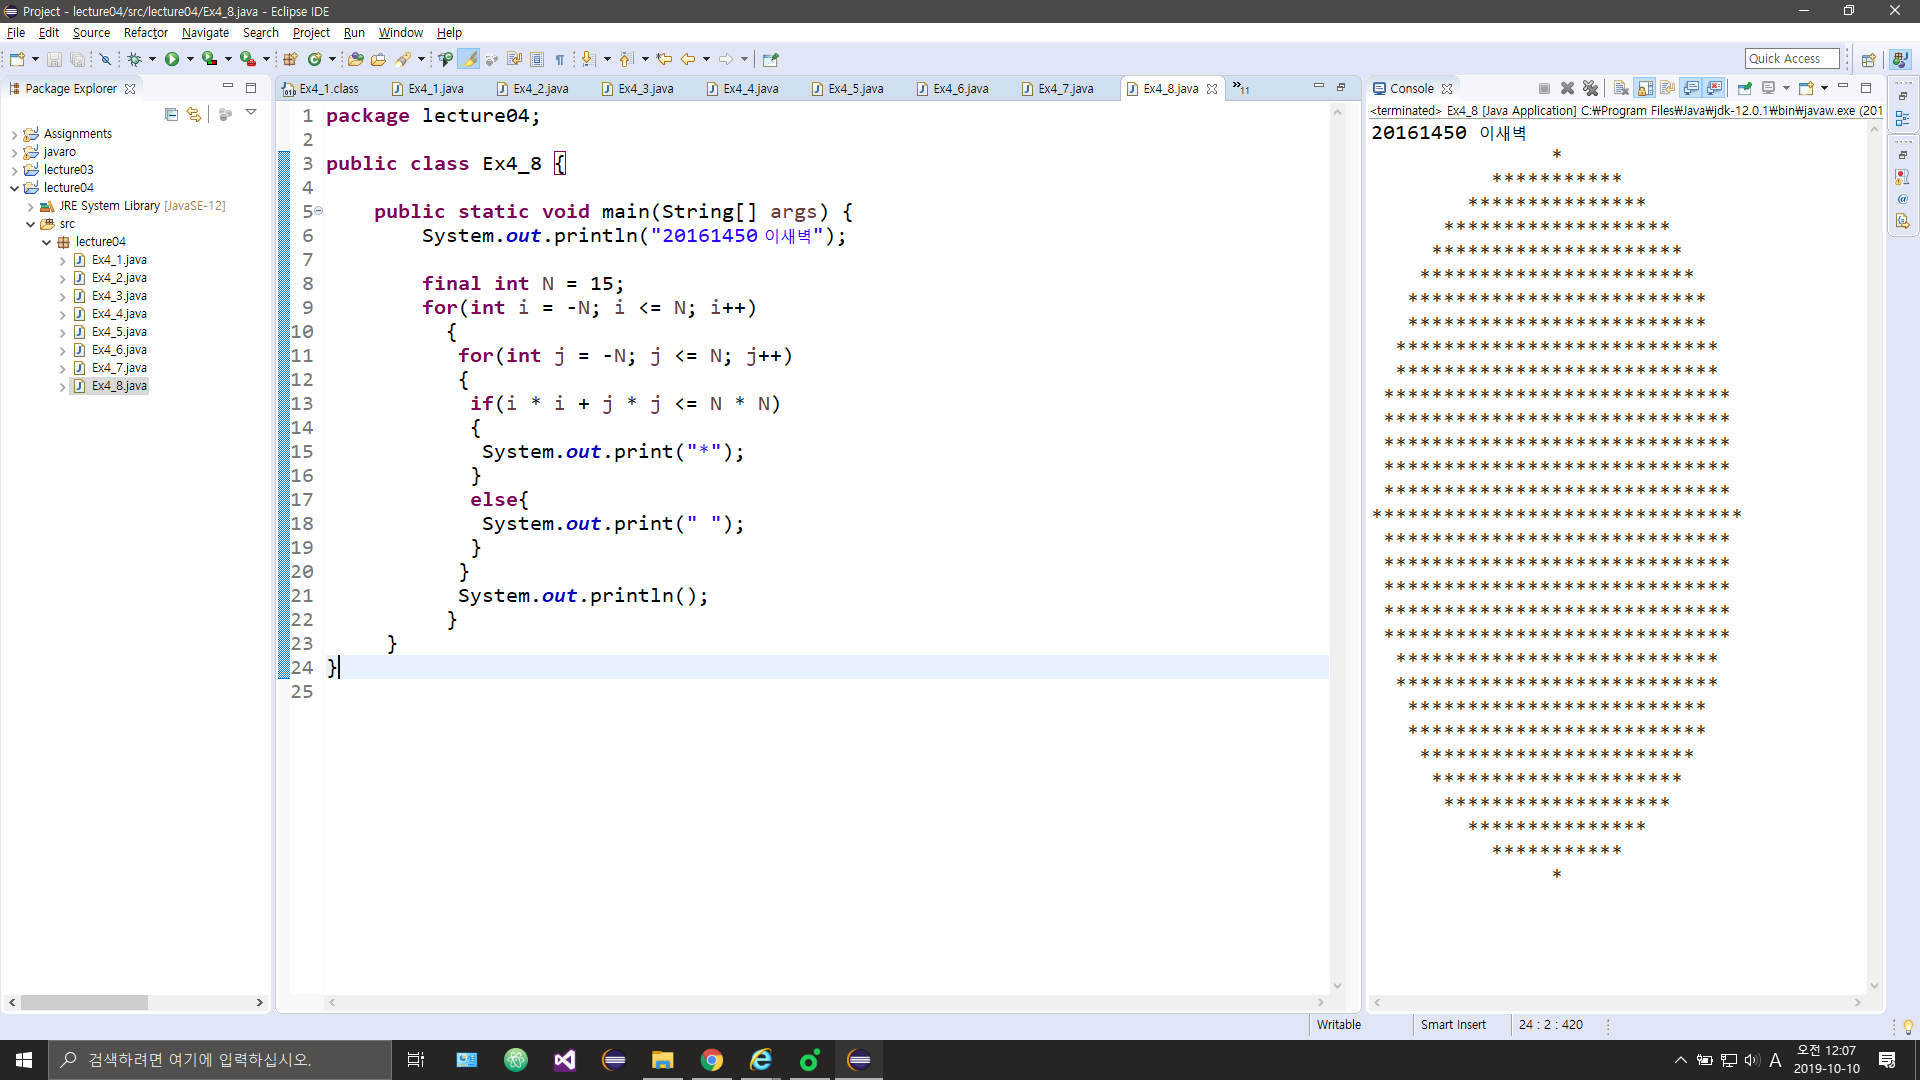 Project - lecture04/src/lecture04/Ex4_8.java - Eclipse IDE
File Edit Source Refactor Navigate Search Project Run Window Help
Quick Access
Package Explorer
Assignments
javaro
lecture03
lecture04
JRE System Library [JavaSE-12]
src
lecture04
Ex4_1.java
Ex4_2.java
Ex4_3.java
Ex4_4.java
Ex4_5.java
Ex4_6.java
Ex4_7.java
Ex4_8.java
Ex4_1.class Ex4_1.java Ex4_2.java Ex4_3.java Ex4_4.java Ex4_5.java Ex4_6.java Ex4_7.java Ex4_8.java »11
1 package lecture04;
2
3 public class Ex4_8 {
4
5     public static void main(String[] args) {
6         System.out.println("20161450 이새벽");
7
8         final int N = 15;
9         for(int i = -N; i <= N; i++)
10           {
11            for(int j = -N; j <= N; j++)
12            {
13             if(i * i + j * j <= N * N)
14             {
15              System.out.print("*");
16             }
17             else{
18              System.out.print(" ");
19             }
20            }
21            System.out.println();
22           }
23      }
24 }
25
Console
<terminated> Ex4_8 [Java Application] C:₩Program Files₩Java₩jdk-12.0.1₩bin₩javaw.exe (201
20161450 이새벽
               *
          ***********
        ***************
      *******************
     *********************
    ***********************
   *************************
   *************************
  ***************************
  ***************************
 *****************************
 *****************************
 *****************************
 *****************************
 *****************************
*******************************
 *****************************
 *****************************
 *****************************
 *****************************
 *****************************
  ***************************
  ***************************
   *************************
   *************************
    ***********************
     *********************
      *******************
        ***************
          ***********
               *
Writable Smart Insert 24 : 2 : 420
검색하려면 여기에 입력하십시오.
A
오전 12:07
2019-10-10